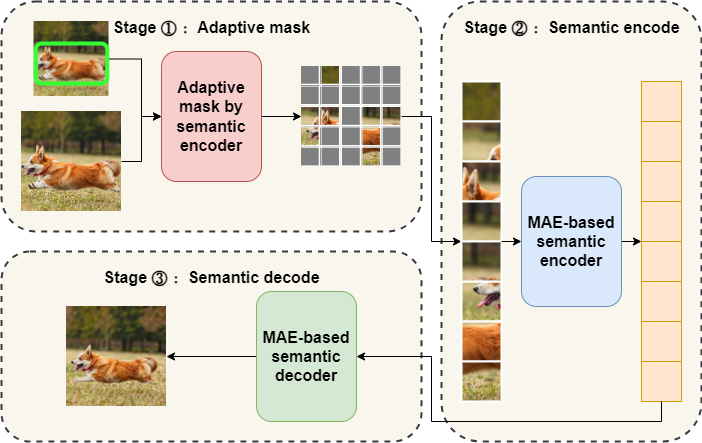 Stage ①：Adaptive mask
Adaptive
mask by
semantic
encoder
Stage ②：Semantic encode
MAE-based
semantic
encoder
Stage ③：Semantic decode
MAE-based
semantic
decoder